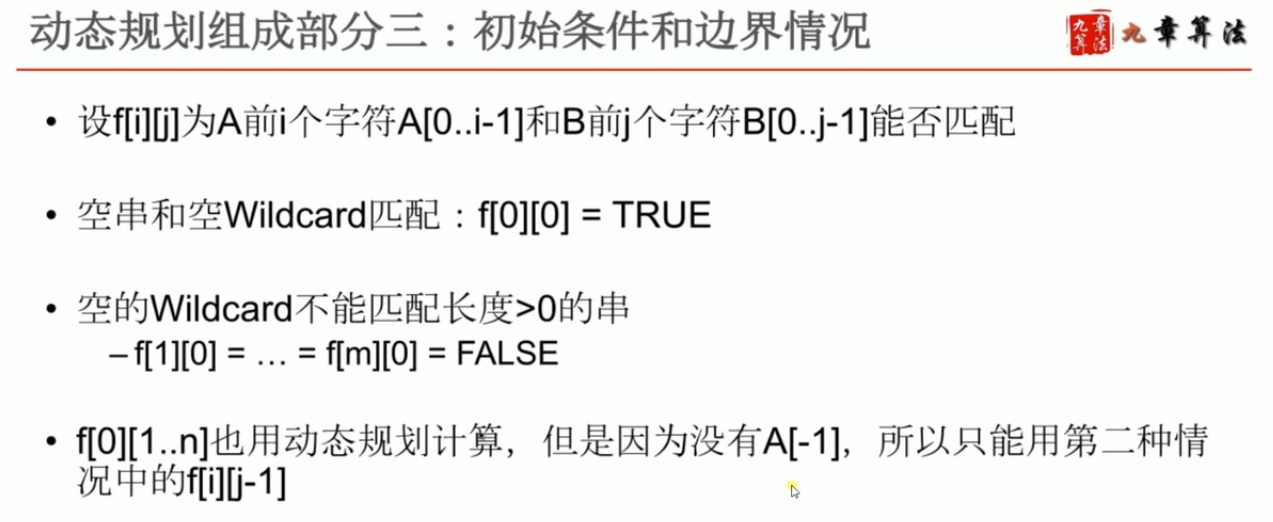 动态规划组成部分三：初始条件和边界情况
九章算法
九章算法
• 设f[i][j]为A前i个字符A[0..i-1]和B前j个字符B[0..j-1]能否匹配
• 空串和空Wildcard匹配：f[0][0] = TRUE
• 空的Wildcard不能匹配长度>0的串
– f[1][0] = … = f[m][0] = FALSE
• f[0][1..n]也用动态规划计算，但是因为没有A[-1]，所以只能用第二种情
况中的f[i][j-1]